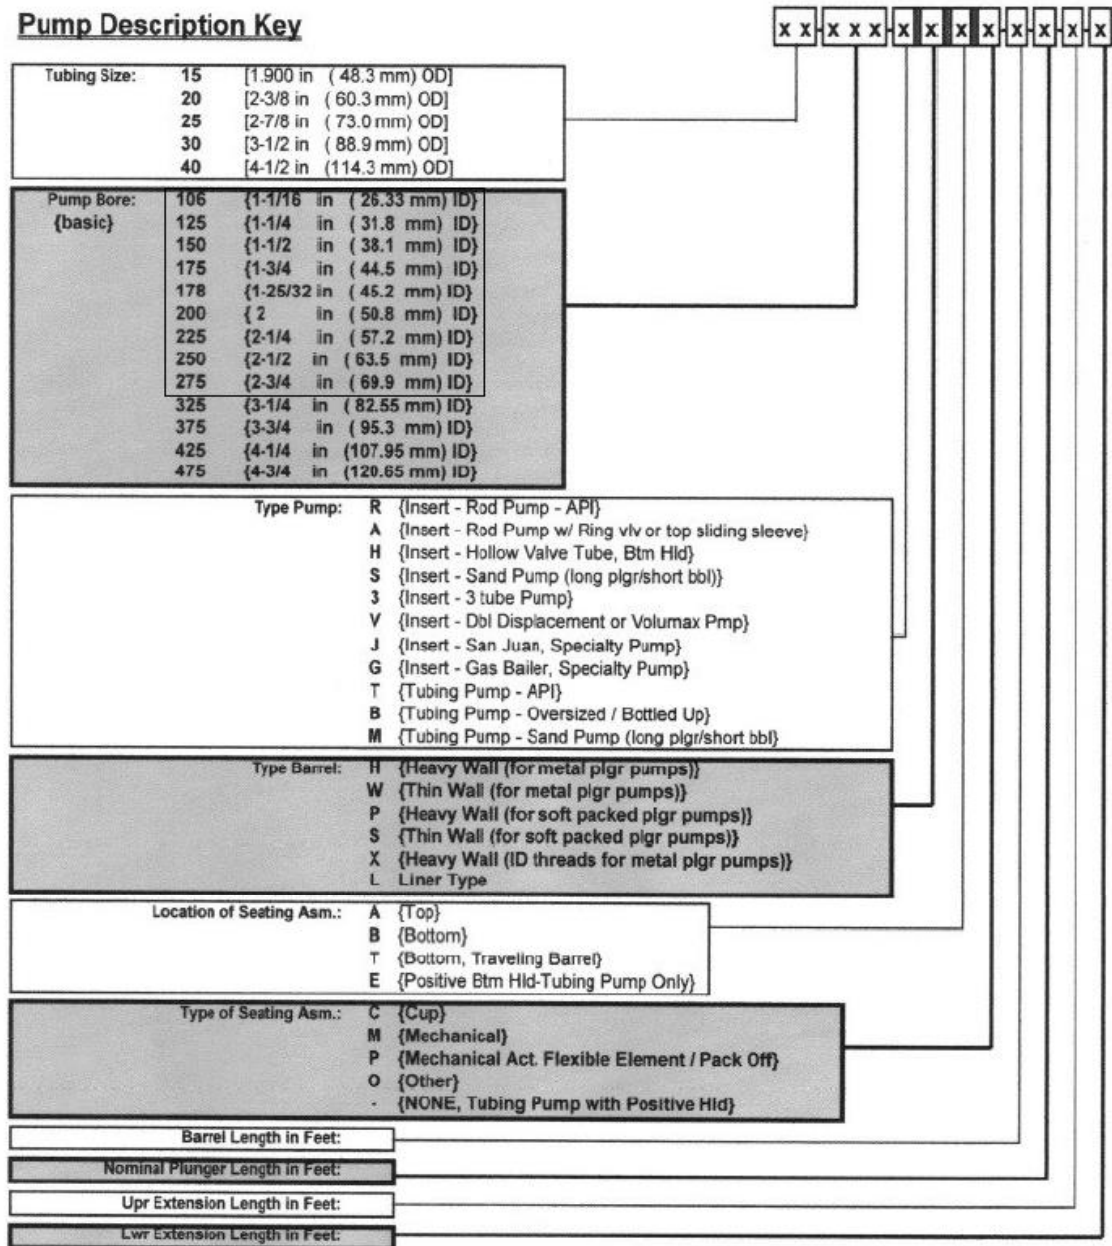 Pump Description Key
x x - x x x - x x x x - x - x - x - x
Tubing Size: 15 [1.900 in ( 48.3 mm) OD]
20 [2-3/8 in ( 60.3 mm) OD]
25 [2-7/8 in ( 73.0 mm) OD]
30 [3-1/2 in ( 88.9 mm) OD]
40 [4-1/2 in (114.3 mm) OD]
Pump Bore: 106 {1-1/16 in ( 26.33 mm) ID}
{basic} 125 {1-1/4 in ( 31.8 mm) ID}
150 {1-1/2 in ( 38.1 mm) ID}
175 {1-3/4 in ( 44.5 mm) ID}
178 {1-25/32 in ( 45.2 mm) ID}
200 { 2 in ( 50.8 mm) ID}
225 {2-1/4 in ( 57.2 mm) ID}
250 {2-1/2 in ( 63.5 mm) ID}
275 {2-3/4 in ( 69.9 mm) ID}
325 {3-1/4 in ( 82.55 mm) ID}
375 {3-3/4 in ( 95.3 mm) ID}
425 {4-1/4 in (107.95 mm) ID}
475 {4-3/4 in (120.65 mm) ID}
Type Pump: R {Insert - Rod Pump - API}
A {Insert - Rod Pump w/ Ring vlv or top sliding sleeve}
H {Insert - Hollow Valve Tube, Btm Hld}
S {Insert - Sand Pump (long plgr/short bbl)}
3 {Insert - 3 tube Pump}
V {Insert - Dbl Displacement or Volumax Pmp}
J {Insert - San Juan, Specialty Pump}
G {Insert - Gas Bailer, Specialty Pump}
T {Tubing Pump - API}
B {Tubing Pump - Oversized / Bottled Up}
M {Tubing Pump - Sand Pump (long plgr/short bbl}
Type Barrel: H {Heavy Wall (for metal plgr pumps)}
W {Thin Wall (for metal plgr pumps)}
P {Heavy Wall (for soft packed plgr pumps)}
S {Thin Wall (for soft packed plgr pumps)}
X {Heavy Wall (ID threads for metal plgr pumps)}
L Liner Type
Location of Seating Asm.: A {Top}
B {Bottom}
T {Bottom, Traveling Barrel}
E {Positive Btm Hld-Tubing Pump Only}
Type of Seating Asm.: C {Cup}
M {Mechanical}
P {Mechanical Act. Flexible Element / Pack Off}
O {Other}
- {NONE, Tubing Pump with Positive Hld}
Barrel Length in Feet:
Nominal Plunger Length in Feet:
Upr Extension Length in Feet:
Lwr Extension Length in Feet: